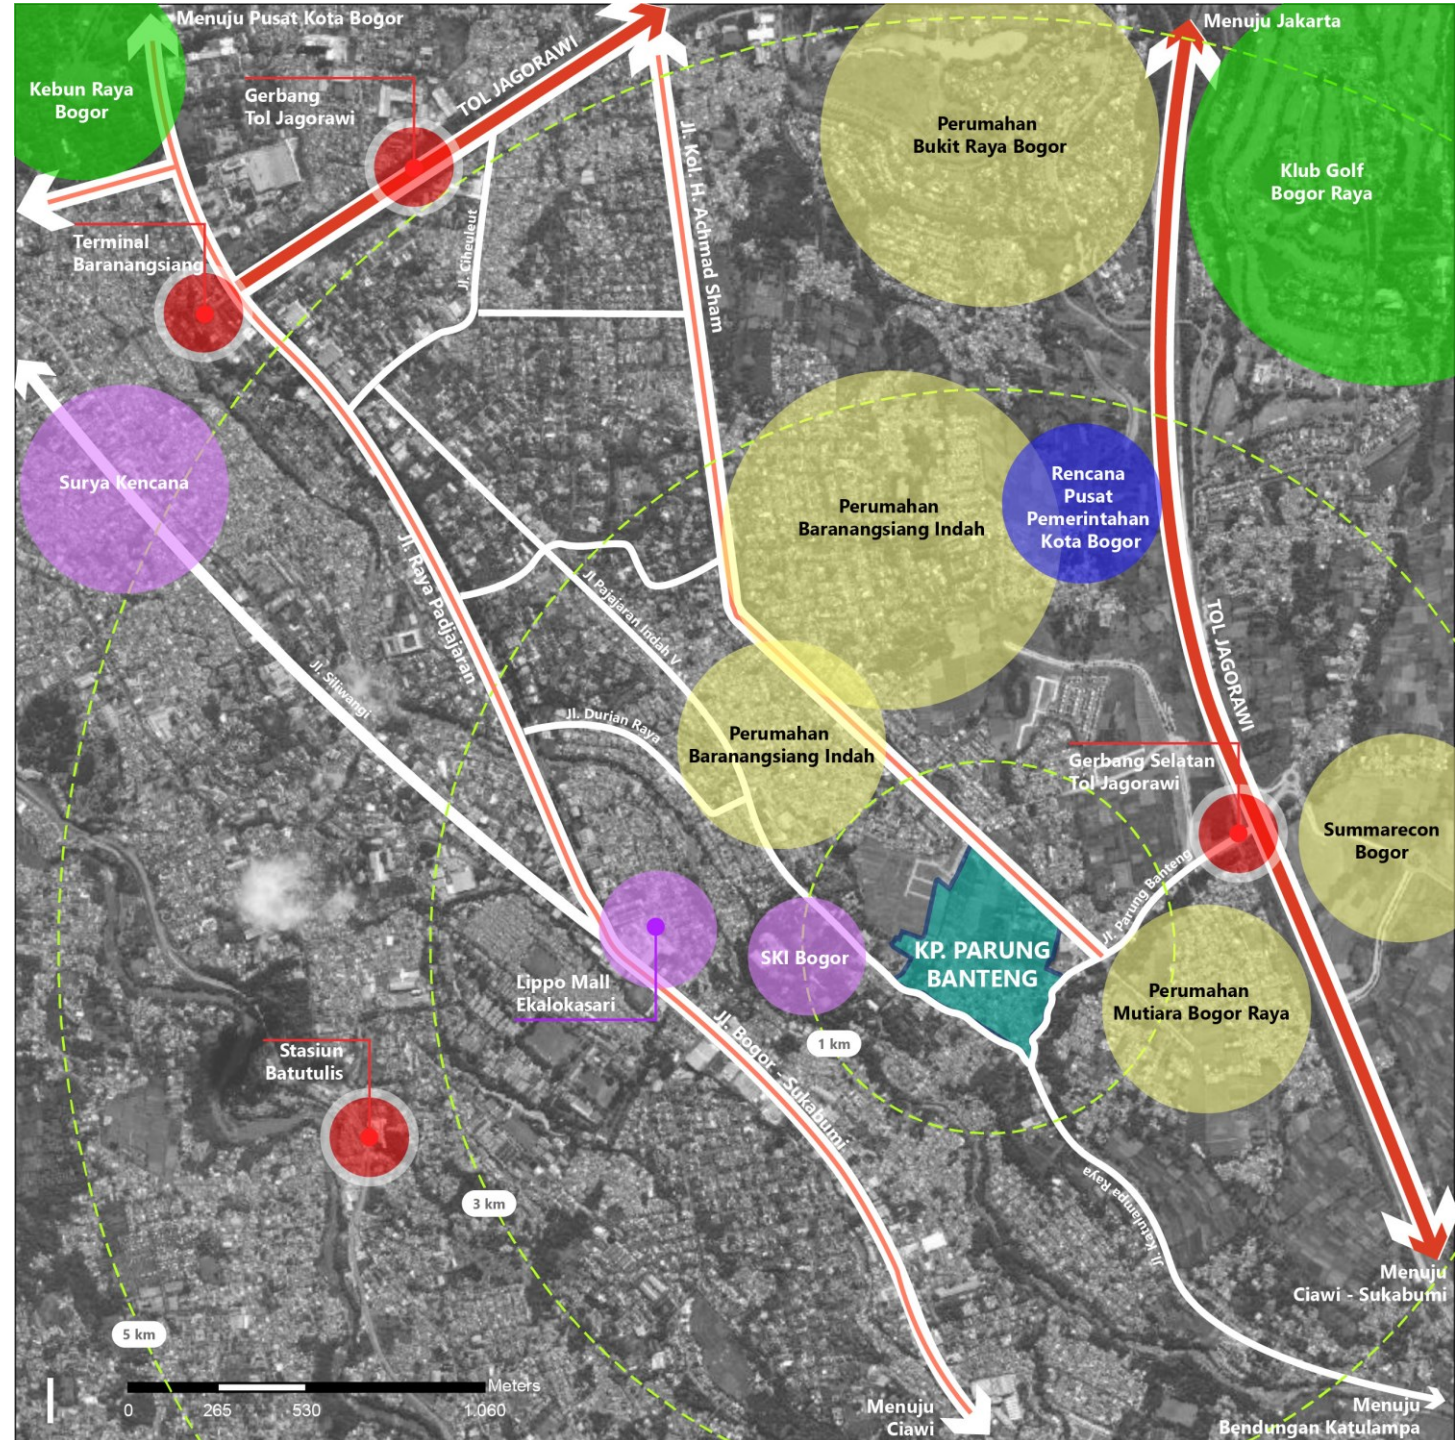 Menuju Pusat Kota Bogor
Menuju Jakarta
Kebun Raya
Bogor
Gerbang
Tol Jagorawi
TOL JAGORAWI
Jl. Kol. H. Achmad Sham
Perumahan
Bukit Raya Bogor
Klub Golf
Bogor Raya
Terminal
Baranangsiang
Jl. Ciheuleut
Surya Kencana
Perumahan
Baranangsiang Indah
Rencana
Pusat
Pemerintahan
Kota Bogor
Jl. Raya Padjajaran
Jl Pajajaran Indah V
Jl. Siliwangi
TOL JAGORAWI
Jl. Durian Raya
Perumahan
Baranangsiang Indah
Gerbang Selatan
Tol Jagorawi
Summarecon
Bogor
Jl. Parung Banteng
KP. PARUNG
BANTENG
SKI Bogor
Lippo Mall
Ekalokasari
Perumahan
Mutiara Bogor Raya
1 km
Jl. Bogor - Sukabumi
Stasiun
Batutulis
3 km
Jl. Katulampa Raya
Menuju
Ciawi - Sukabumi
5 km
Meters
0 265 530 1.060
Menuju
Ciawi
Menuju
Bendungan Katulampa